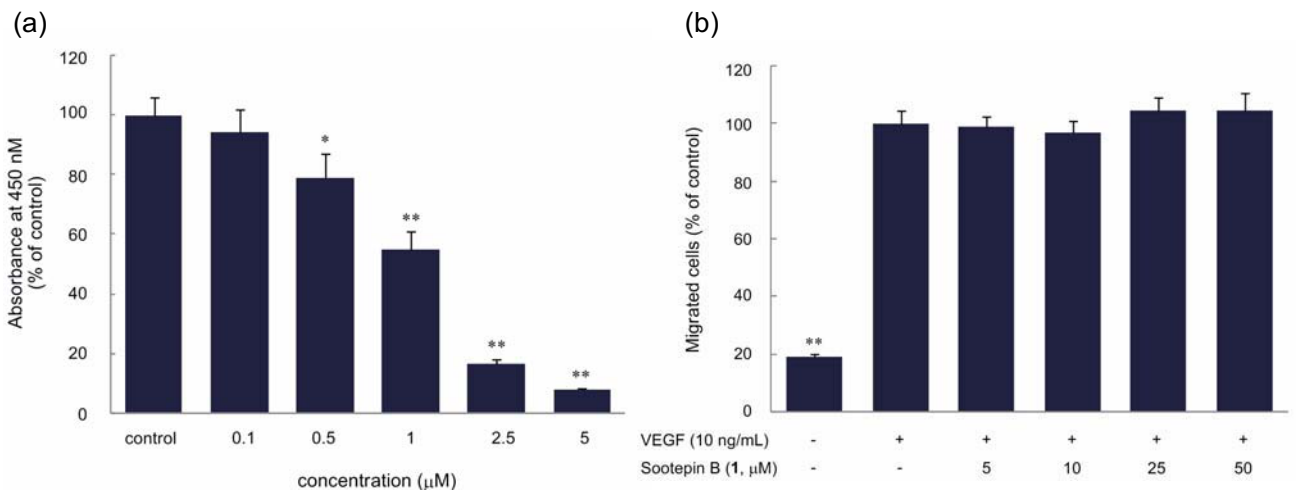 (a)
Absorbance at 450 nM
(% of control)
120
100
80
60
40
20
0
*
**
**
**
control 0.1 0.5 1 2.5 5
concentration (μM)
(b)
Migrated cells (% of control)
120
100
80
60
40
20
0
**
VEGF (10 ng/mL) - + + + + +
Sootepin B (1, μM) - - 5 10 25 50